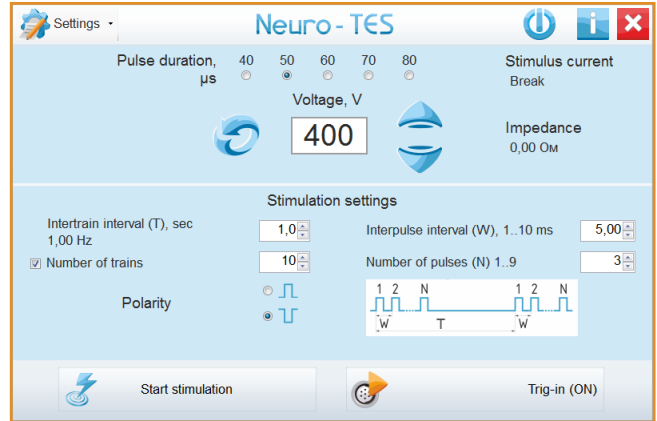 Settings
Neuro-TES
Pulse duration, 40 50 60 70 80
µs
Stimulus current
Break
Voltage, V
400
Impedance
0,00 Ом
Stimulation settings
Intertrain interval (T), sec 1,0
1,00 Hz
Interpulse interval (W), 1..10 ms 5,00
Number of trains 10
Number of pulses (N) 1..9 3
Polarity
1 2 N 1 2 N
W T W
Start stimulation
Trig-in (ON)